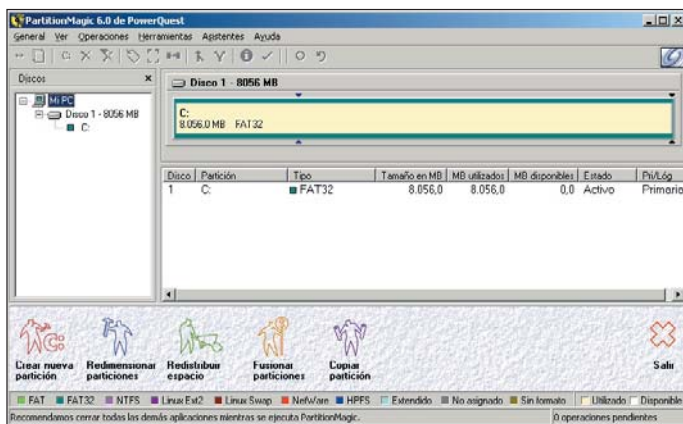 PartitionMagic 6.0 de PowerQuest
General Ver Operaciones Herramientas Asistentes Ayuda
Discos
Mi PC
Disco 1 - 8056 MB
C:
Disco 1 - 8056 MB
C:
8.056,0 MB FAT32
Disco Partición Tipo Tamaño en MB MB utilizados MB disponibles Estado Pri/Lóg
1 C: FAT32 8.056,0 8.056,0 0,0 Activo Primario
Crear nueva partición
Redimensionar particiones
Redistribuir espacio
Fusionar particiones
Copiar partición
Salir
FAT FAT32 NTFS Linux Ext2 Linux Swap NetWare HPFS Extendido No asignado Sin formato Utilizado Disponible
Recomendamos cerrar todas las demás aplicaciones mientras se ejecuta PartitionMagic. 0 operaciones pendientes